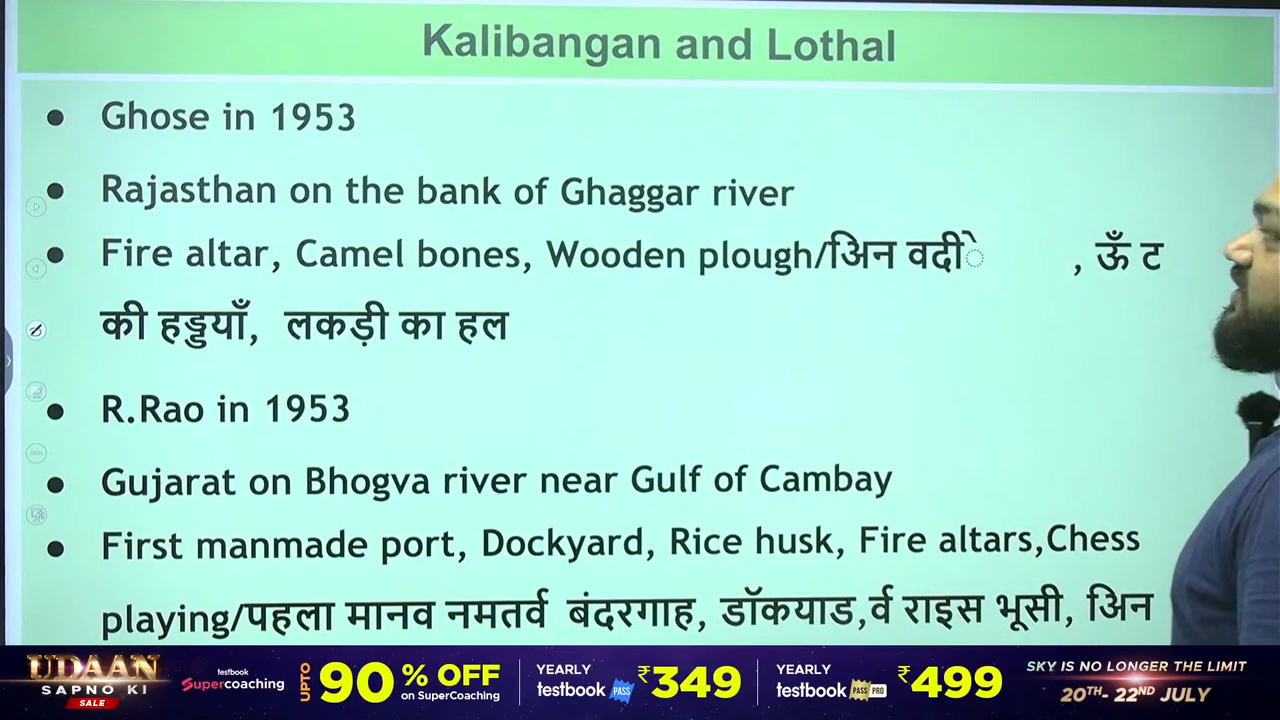 Kalibangan and Lothal
● Ghose in 1953
● Rajasthan on the bank of Ghaggar river
● Fire altar, Camel bones, Wooden plough/अिन वदीे , ऊँ ट
की हड्डयाँ, लकड़ी का हल
● R.Rao in 1953
● Gujarat on Bhogva river near Gulf of Cambay
● First manmade port, Dockyard, Rice husk, Fire altars,Chess
playing/पहला मानव नमतर्व बंदरगाह, डॉकयाड,र्व राइस भूसी, अिन
UDAAN
SAPNO KI
SALE
testbook
Supercoaching
UPTO 90% OFF
on SuperCoaching
YEARLY
testbook PASS ₹349
YEARLY
testbook PASS PRO ₹499
SKY IS NO LONGER THE LIMIT
20TH- 22ND JULY